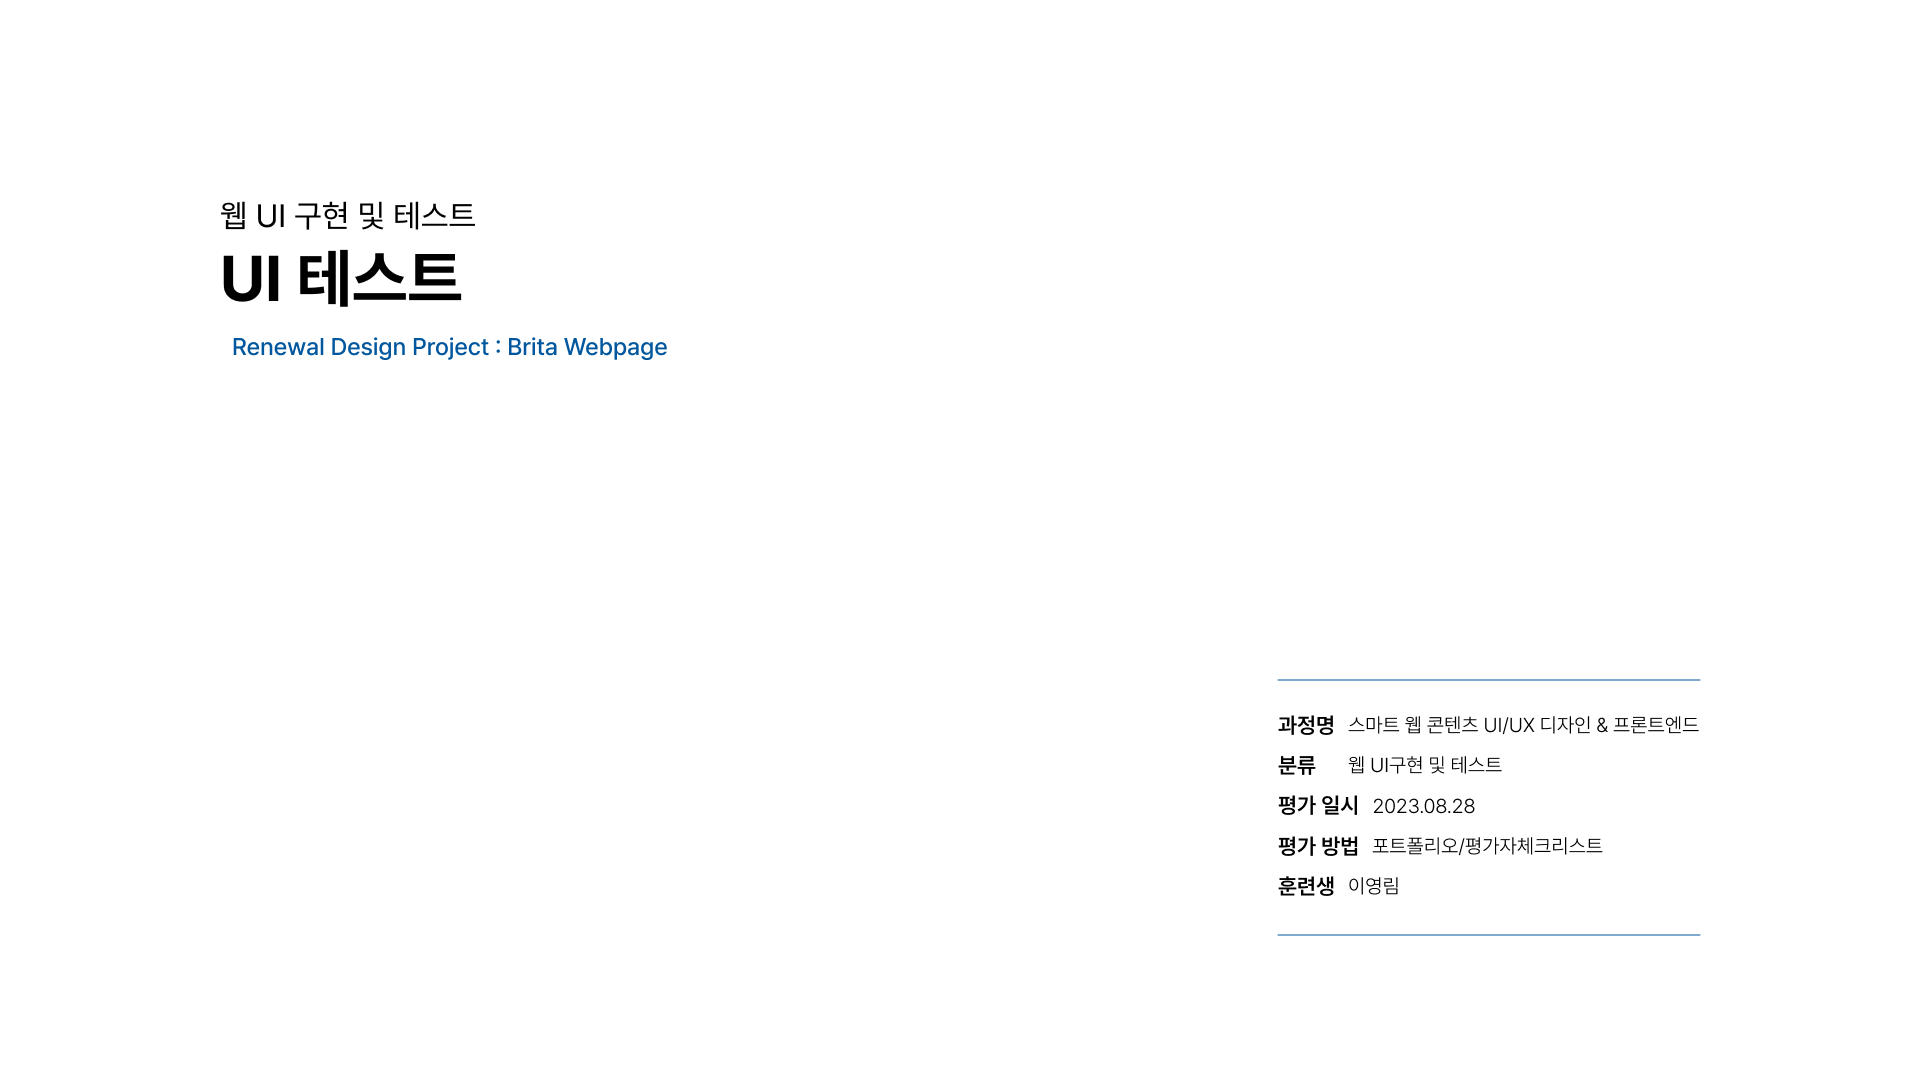 웹 UI 구현 및 테스트
UI 테스트
Renewal Design Project : Brita Webpage
과정명 스마트 웹 콘텐츠 UI/UX 디자인 & 프론트엔드
분류 웹 UI구현 및 테스트
평가 일시 2023.08.28
평가 방법 포트폴리오/평가자체크리스트
훈련생 이영림